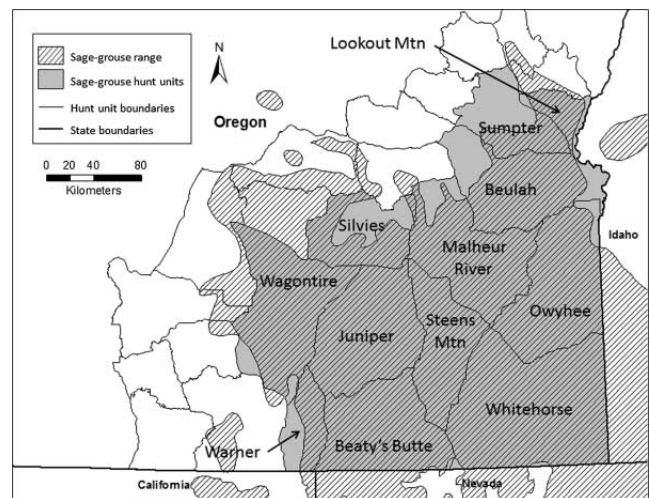 Sage-grouse range
Sage-grouse hunt units
Hunt unit boundaries
State boundaries
0 20 40 80
Kilometers
N
Lookout Mtn
Oregon
Sumpter
Beulah
Silvies
Malheur
River
Idaho
Wagontire
Owyhee
Juniper
Steens
Mtn
Whitehorse
Warner
Beaty's Butte
California
Nevada